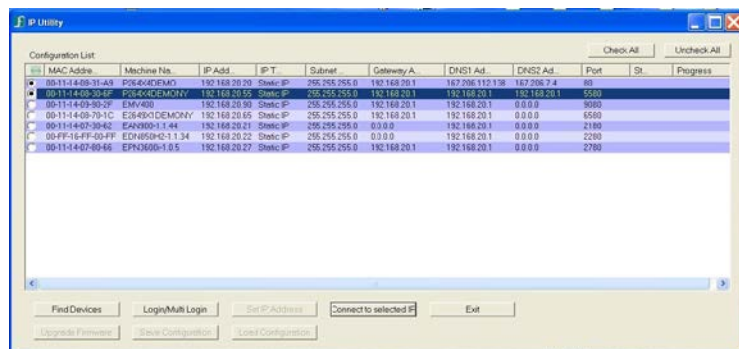 IP Utility
Check All Uncheck All
Configuration List:
MAC Addre... Machine Na... IP Add... IP T... Subnet... Gateway A... DNS1 Ad... DNS2 Ad... Port St... Progress
00-11-14-09-31-A9 P264X4DEMO 192.168.20.20 Static IP 255.255.255.0 192.168.20.1 167.206.112.138 167.206.7.4 80
00-11-14-09-30-6F P264X4DEMONY 192.168.20.55 Static IP 255.255.255.0 192.168.20.1 192.168.20.1 192.168.20.1 5580
00-11-14-09-90-2F EMV400 192.168.20.90 Static IP 255.255.255.0 192.168.20.1 192.168.20.1 0.0.0.0 9080
00-11-14-09-70-1C E2649X1DEMONY 192.168.20.65 Static IP 255.255.255.0 192.168.20.1 192.168.20.1 0.0.0.0 6580
00-11-14-07-30-62 EAN900-1.1.44 192.168.20.21 Static IP 255.255.255.0 0.0.0.0 192.168.20.1 0.0.0.0 2180
00-FF-16-FF-00-FF EDN850H2-1.1.34 192.168.20.22 Static IP 255.255.255.0 0.0.0.0 192.168.20.1 0.0.0.0 2280
00-11-14-07-80-66 EPN3600i-1.0.5 192.168.20.27 Static IP 255.255.255.0 192.168.20.1 192.168.20.1 0.0.0.0 2780
Find Devices Login/Multi Login Set IP Address Connect to selected IP Exit
Upgrade Firmware Save Configuration Load Configuration